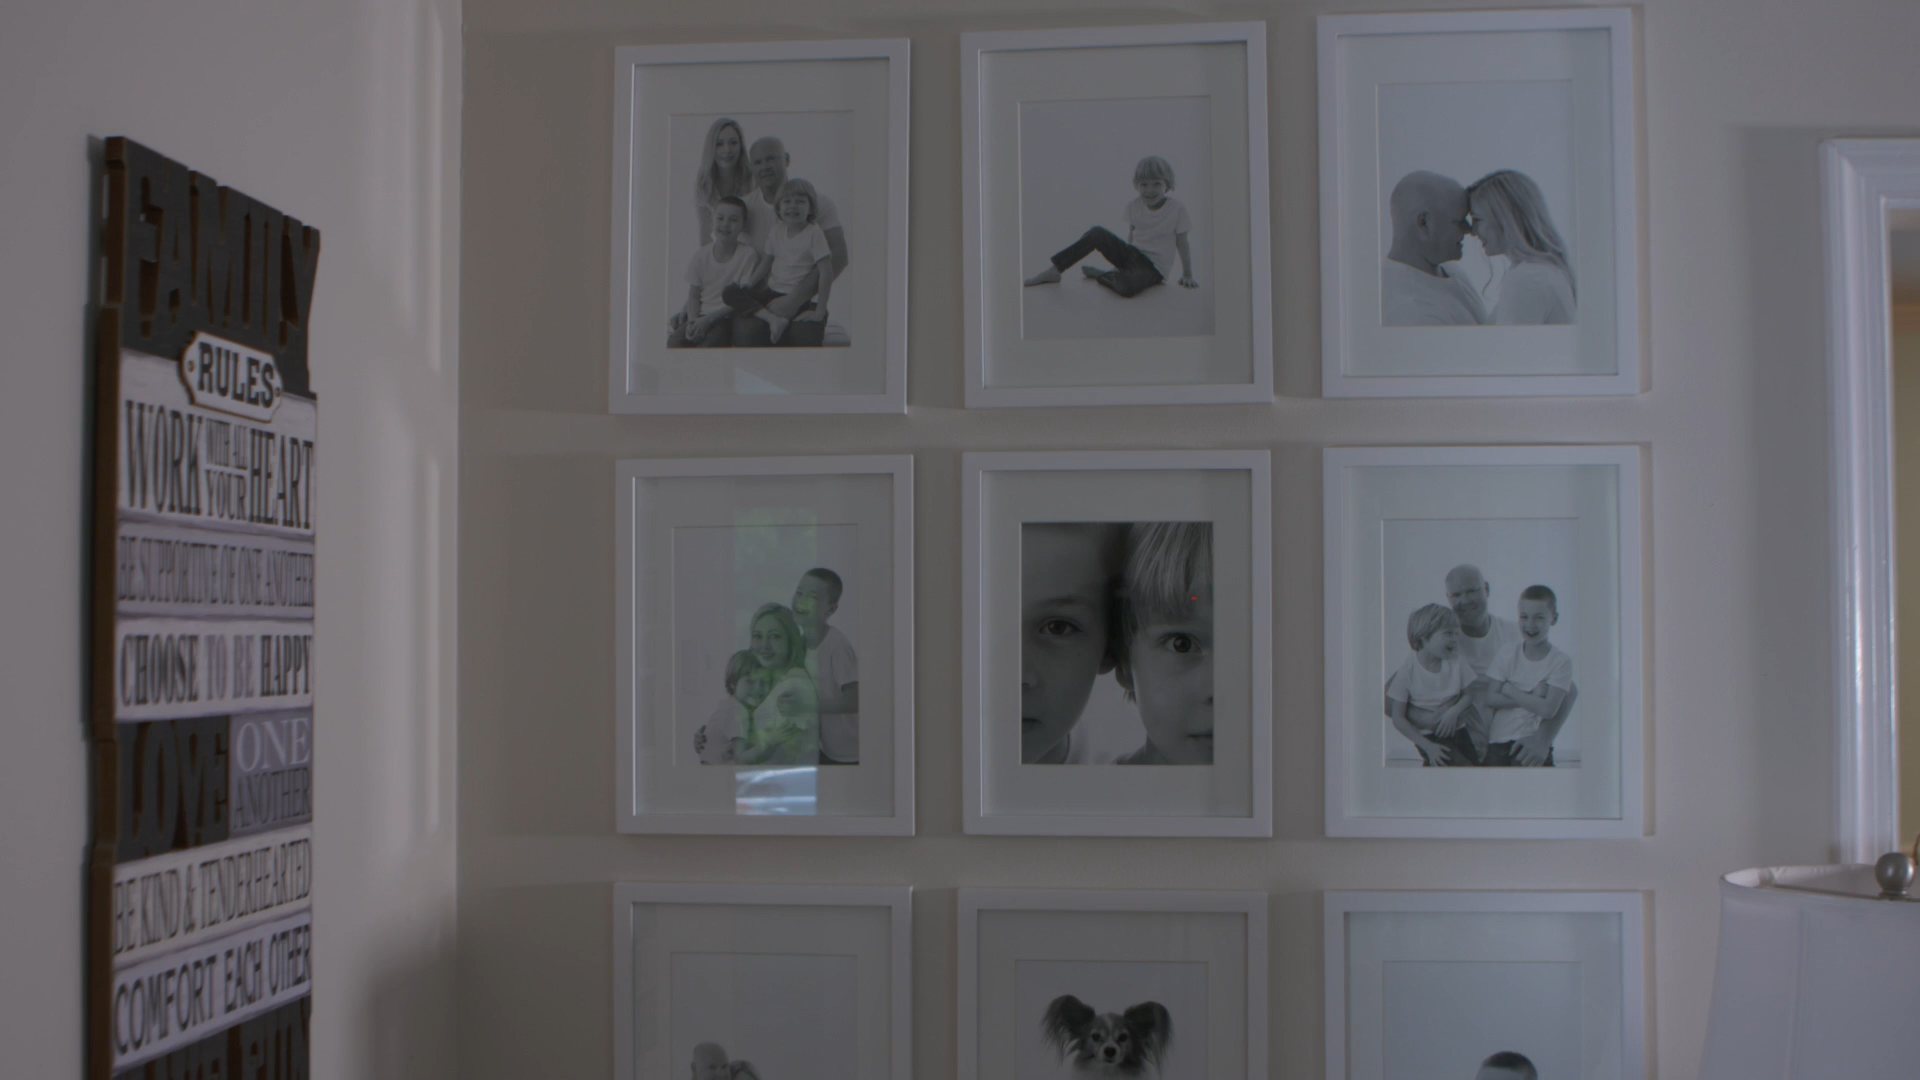 FAMILY
RULES
WORK WITH ALL YOUR HEART
BE SUPPORTIVE OF ONE ANOTHER
CHOOSE TO BE HAPPY
LOVE ONE ANOTHER
BE KIND & TENDERHEARTED
COMFORT EACH OTHER